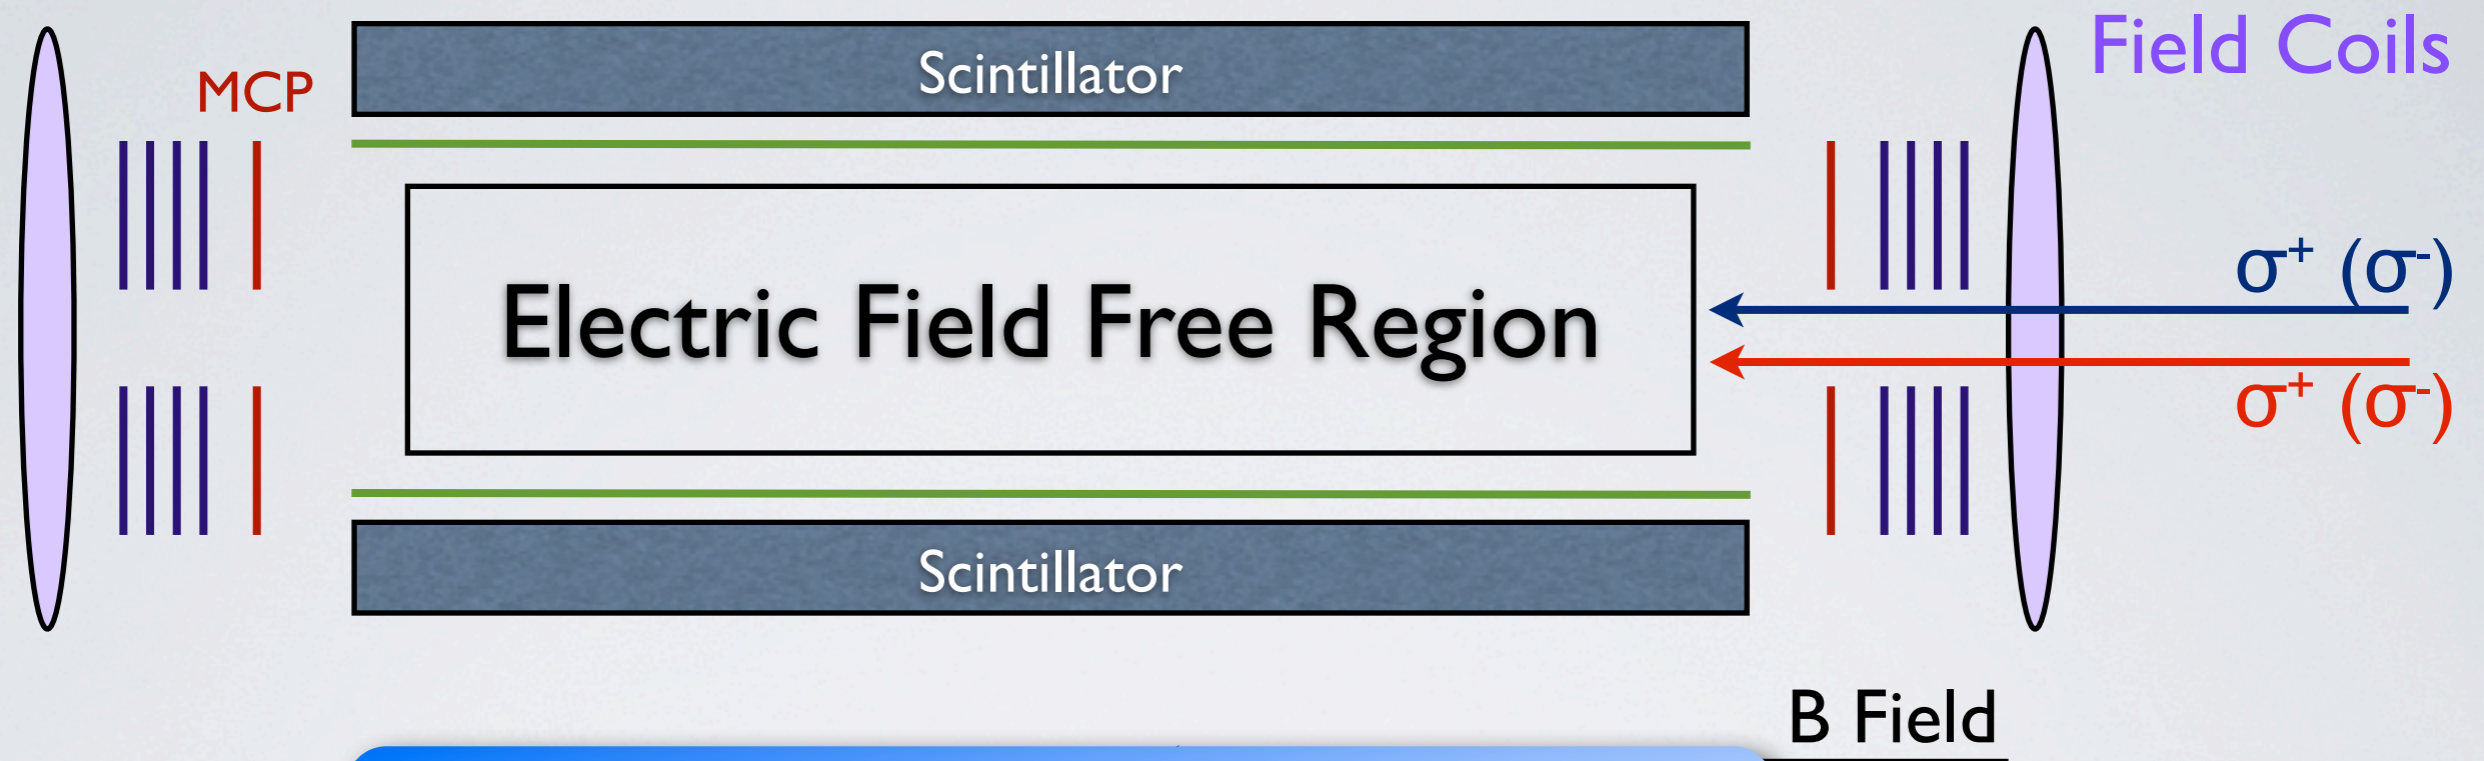 Field Coils
Scintillator
MCP
σ⁺ (σ⁻)
Electric Field Free Region
σ⁺ (σ⁻)
Scintillator
B Field